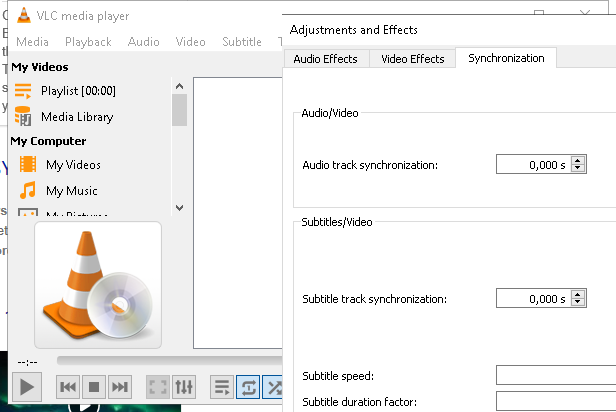 VLC media player
Media Playback Audio Video Subtitle T
My Videos
Playlist [00:00]
Media Library
My Computer
My Videos
My Music
My Pictures
--:--
Adjustments and Effects
Audio Effects Video Effects Synchronization
Audio/Video
Audio track synchronization: 0,000 s
Subtitles/Video
Subtitle track synchronization: 0,000 s
Subtitle speed:
Subtitle duration factor: